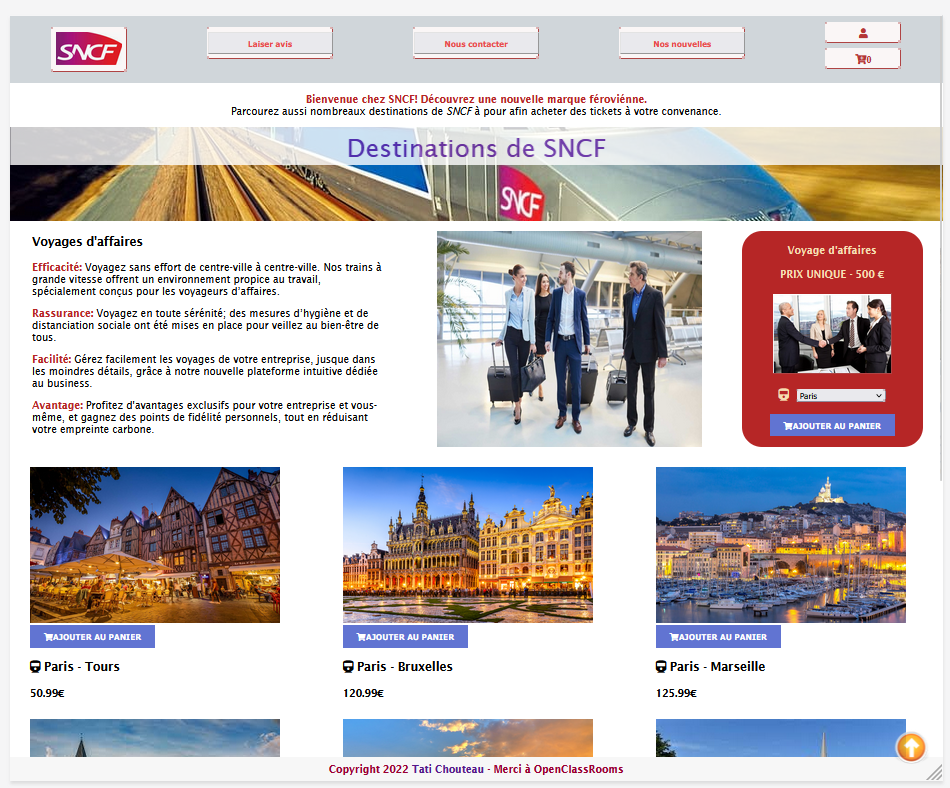 SNCF
Laiser avis
Nous contacter
Nos nouvelles
0
Bienvenue chez SNCF! Découvrez une nouvelle marque féroviénne.
Parcourez aussi nombreaux destinations de SNCF à pour afin acheter des tickets à votre convenance.
Destinations de SNCF
SNCF
Voyages d'affaires
Efficacité: Voyagez sans effort de centre-ville à centre-ville. Nos trains à
grande vitesse offrent un environnement propice au travail,
spécialement conçus pour les voyageurs d'affaires.
Rassurance: Voyagez en toute sérénité; des mesures d'hygiène et de
distanciation sociale ont été mises en place pour veillez au bien-être de
tous.
Facilité: Gérez facilement les voyages de votre entreprise, jusque dans
les moindres détails, grâce à notre nouvelle plateforme intuitive dédiée
au business.
Avantage: Profitez d'avantages exclusifs pour votre entreprise et vous-
même, et gagnez des points de fidélité personnels, tout en réduisant
votre empreinte carbone.
Voyage d'affaires
PRIX UNIQUE - 500 €
Paris
AJOUTER AU PANIER
AJOUTER AU PANIER
Paris - Tours
50.99€
AJOUTER AU PANIER
Paris - Bruxelles
120.99€
AJOUTER AU PANIER
Paris - Marseille
125.99€
Copyright 2022 Tati Chouteau - Merci à OpenClassRooms